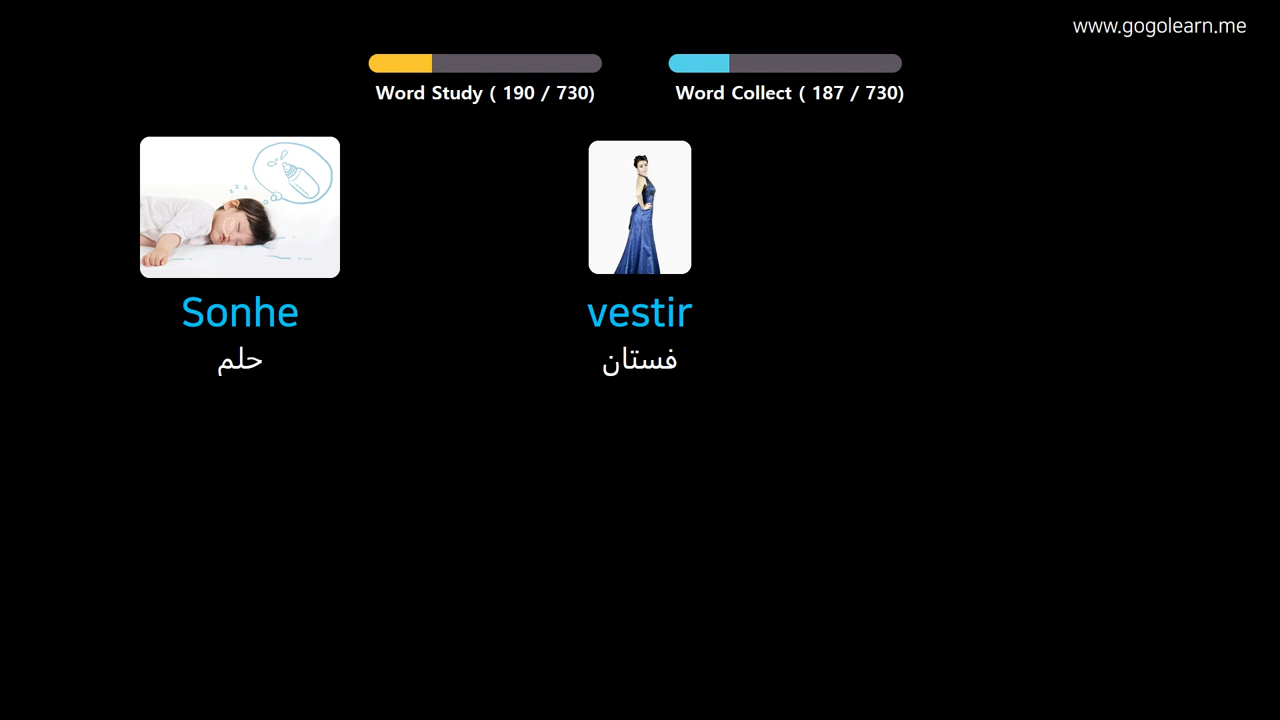 www.gogolearn.me
Word Study ( 190 / 730)
Word Collect ( 187 / 730)
Sonhe
vestir
حلم
فستان